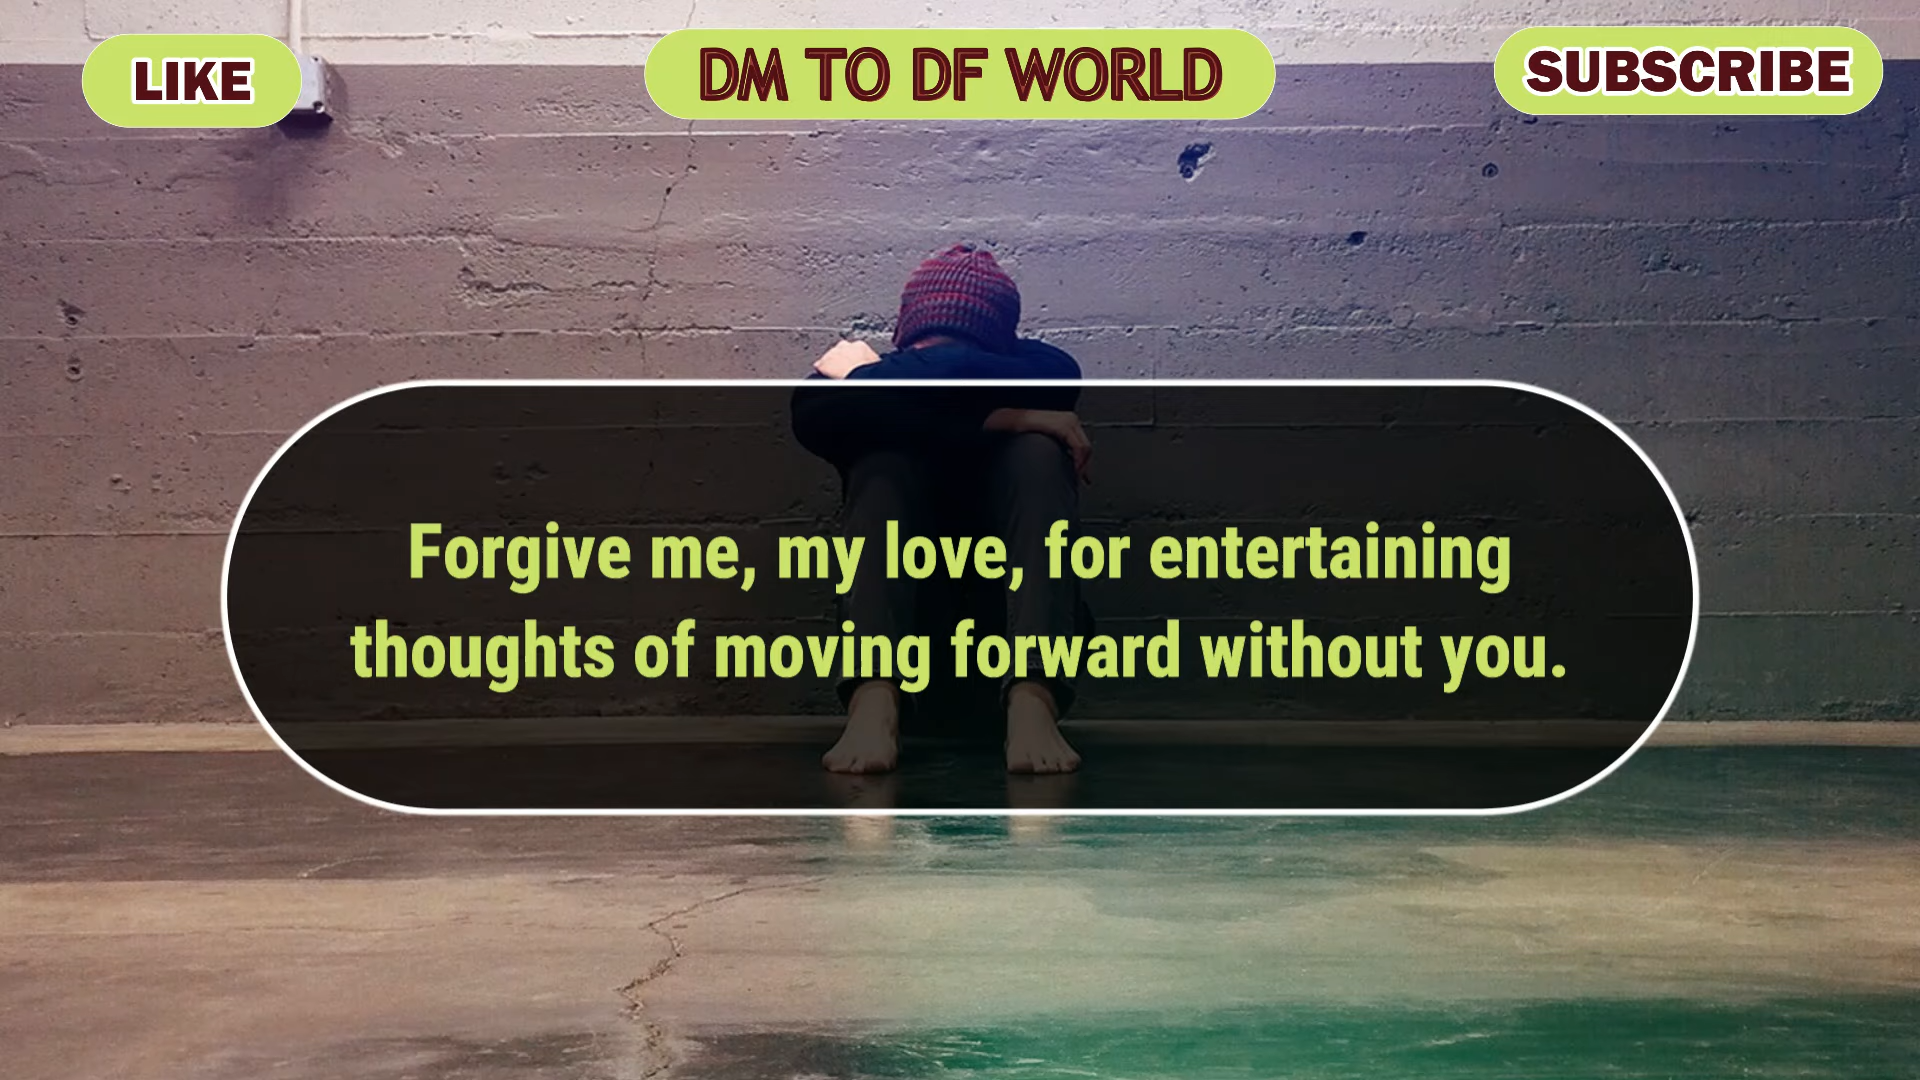 LIKE
DM TO DF WORLD
SUBSCRIBE
Forgive me, my love, for entertaining
thoughts of moving forward without you.